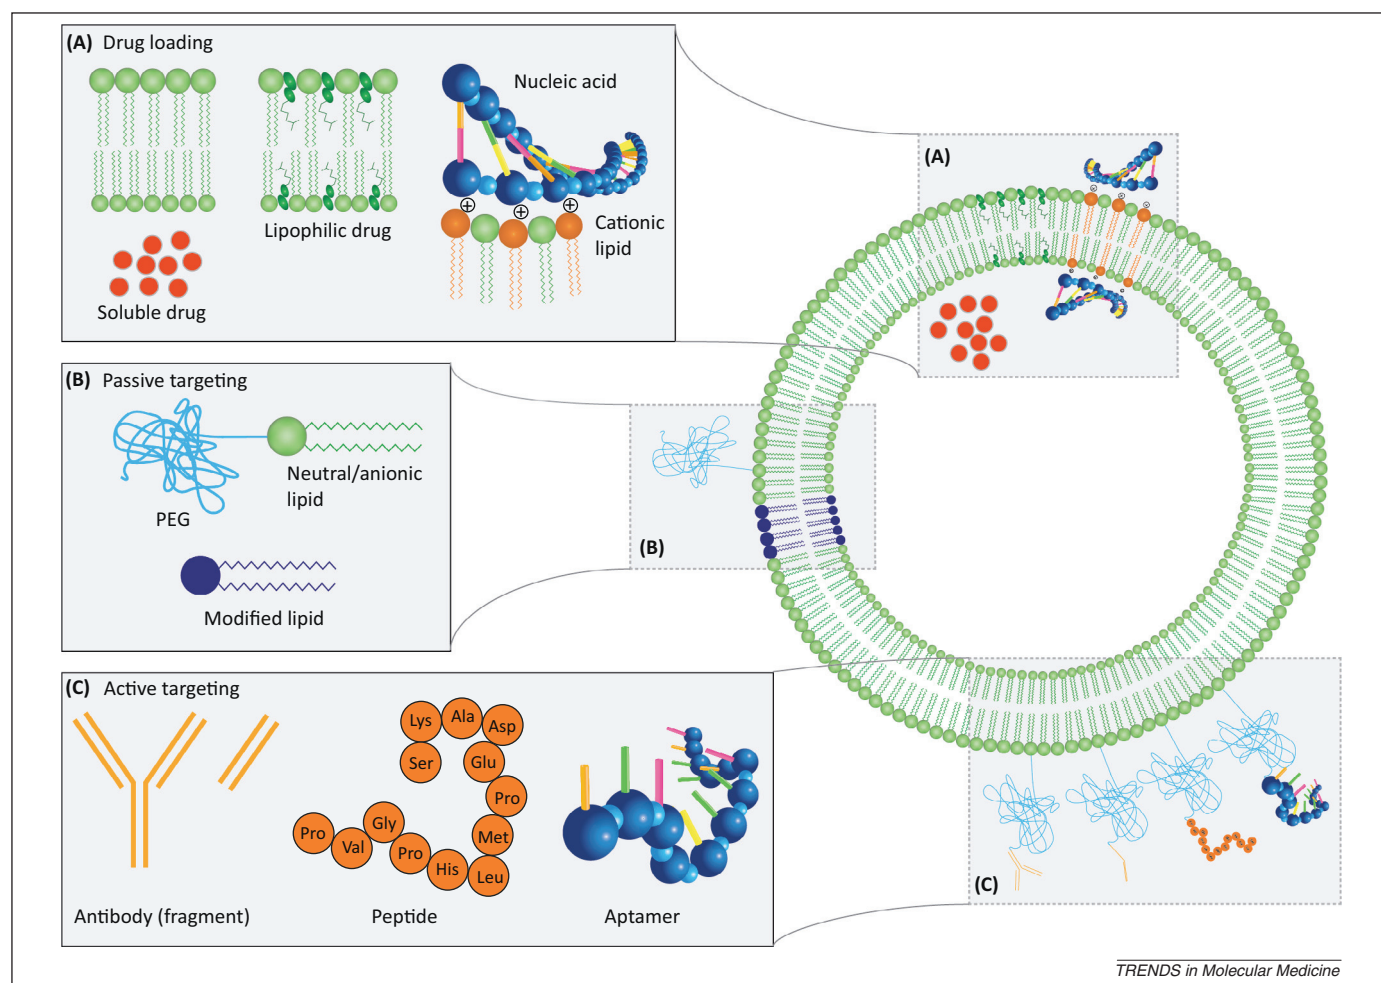 (A) Drug loading
Nucleic acid
Lipophilic drug
Cationic
lipid
Soluble drug
(A)
(B) Passive targeting
Neutral/anionic
lipid
PEG
Modified lipid
(B)
(C) Active targeting
Lys
Ala
Asp
Ser
Glu
Pro
Met
Leu
His
Pro
Gly
Val
Pro
Antibody (fragment)
Peptide
Aptamer
(C)
TRENDS in Molecular Medicine